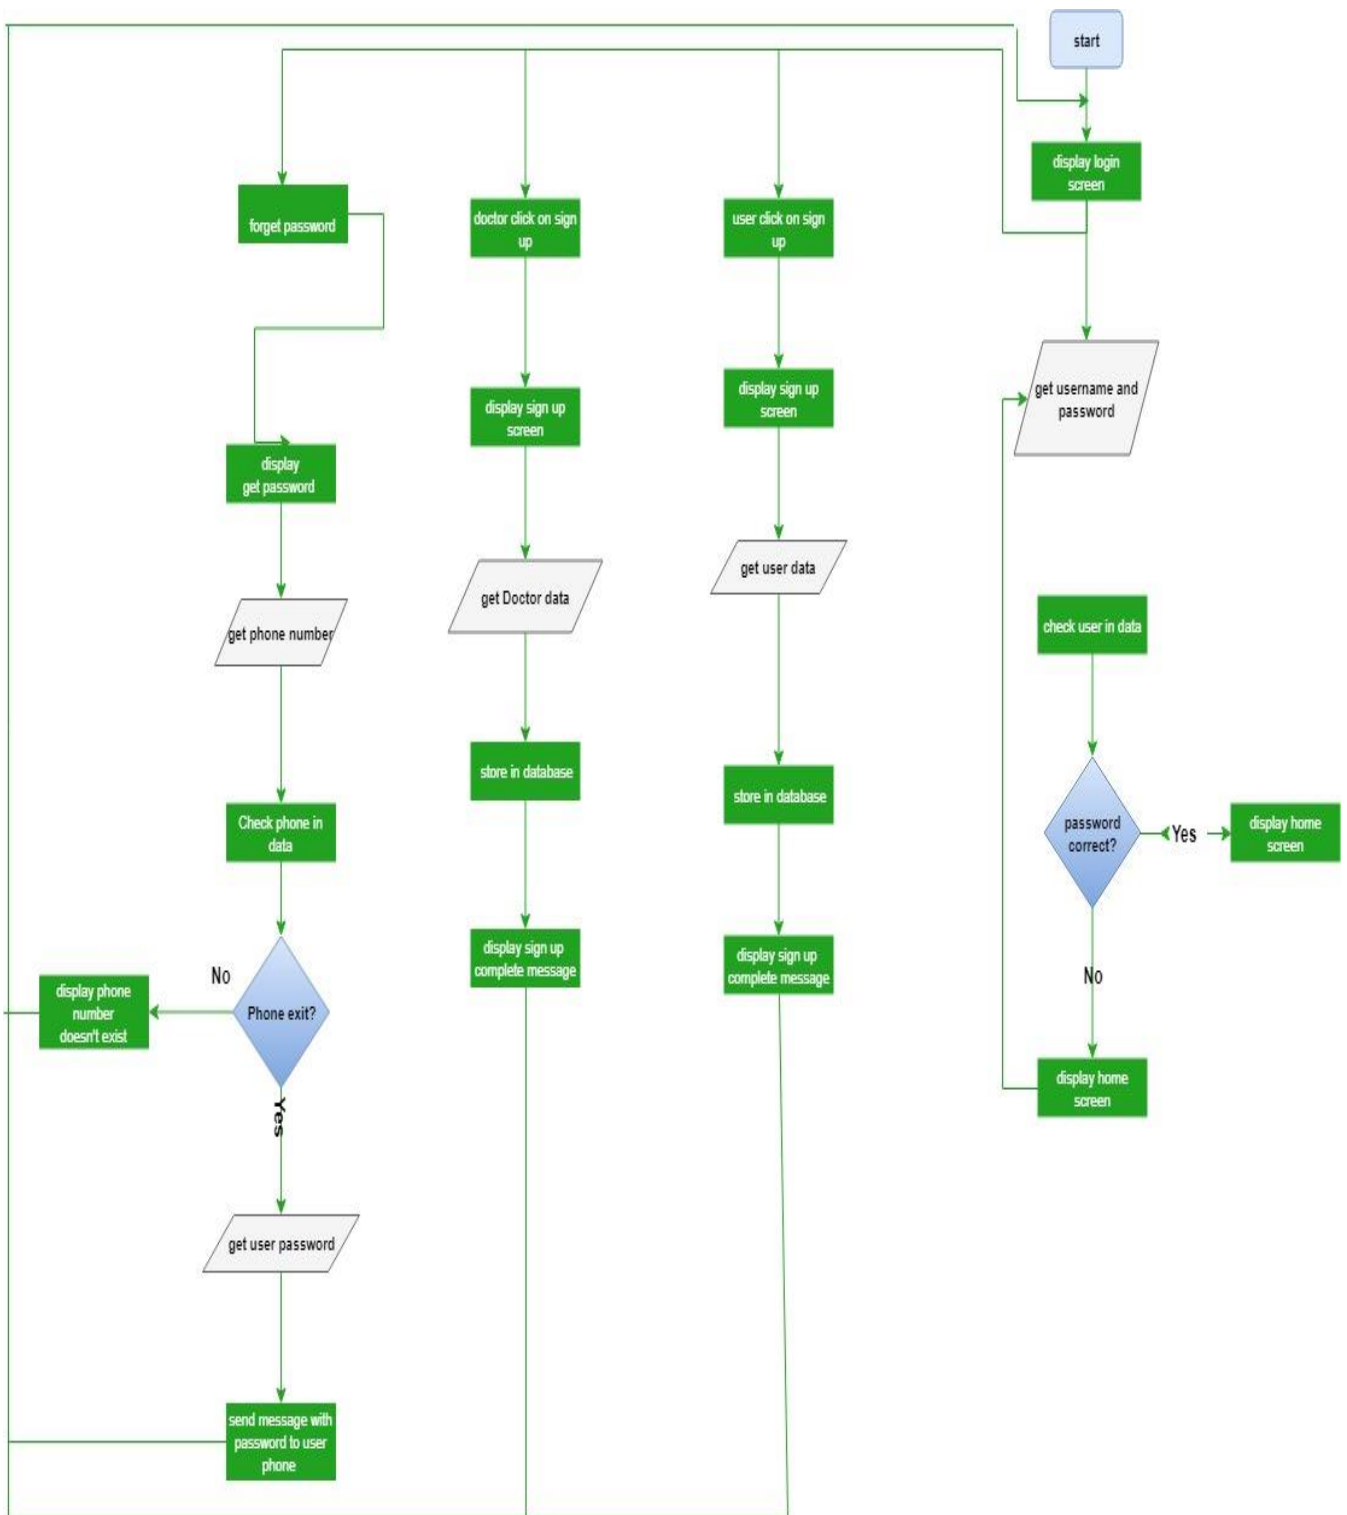 start
display login
screen
get username and
password
check user in data
password
correct?
Yes
display home
screen
No
display home
screen
user click on sign
up
display sign up
screen
get user data
store in database
display sign up
complete message
doctor click on sign
up
display sign up
screen
get Doctor data
store in database
display sign up
complete message
forget password
display
get password
get phone number
Check phone in
data
Phone exit?
No
display phone
number
doesn't exist
Yes
get user password
send message with
password to user
phone